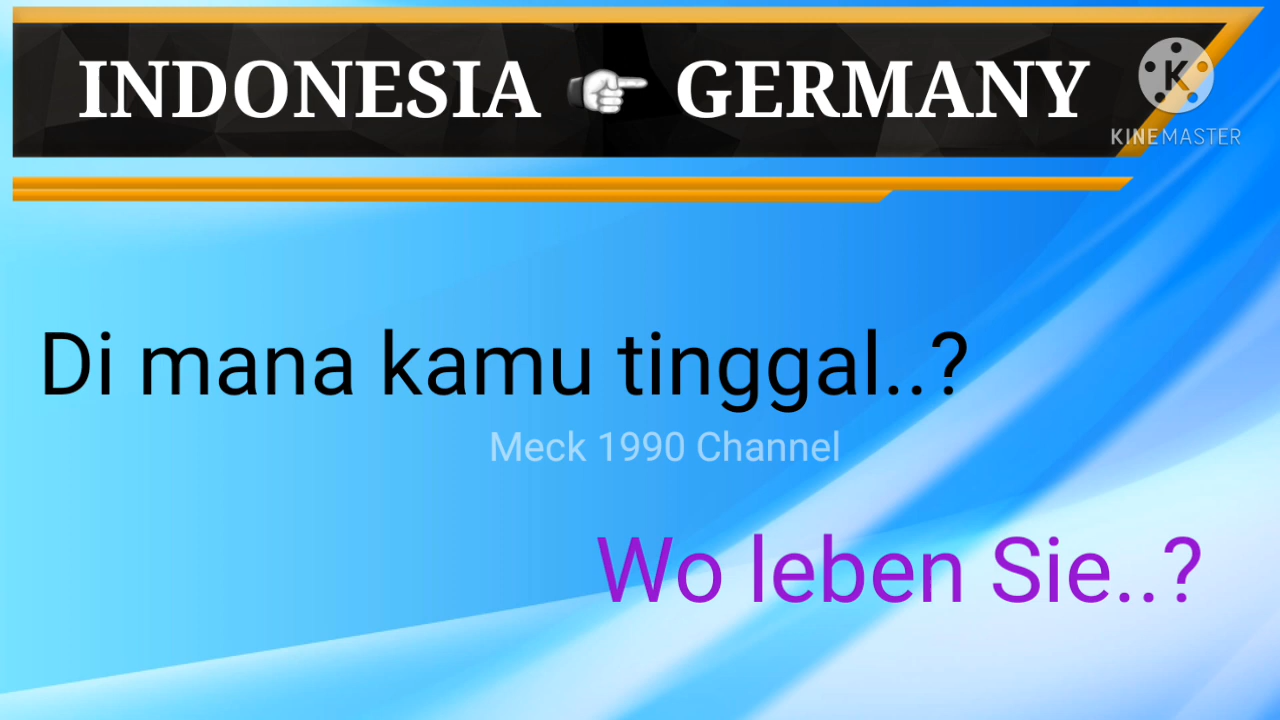 INDONESIA 👉 GERMANY
KINEMASTER
Di mana kamu tinggal..?
Meck 1990 Channel
Wo leben Sie..?